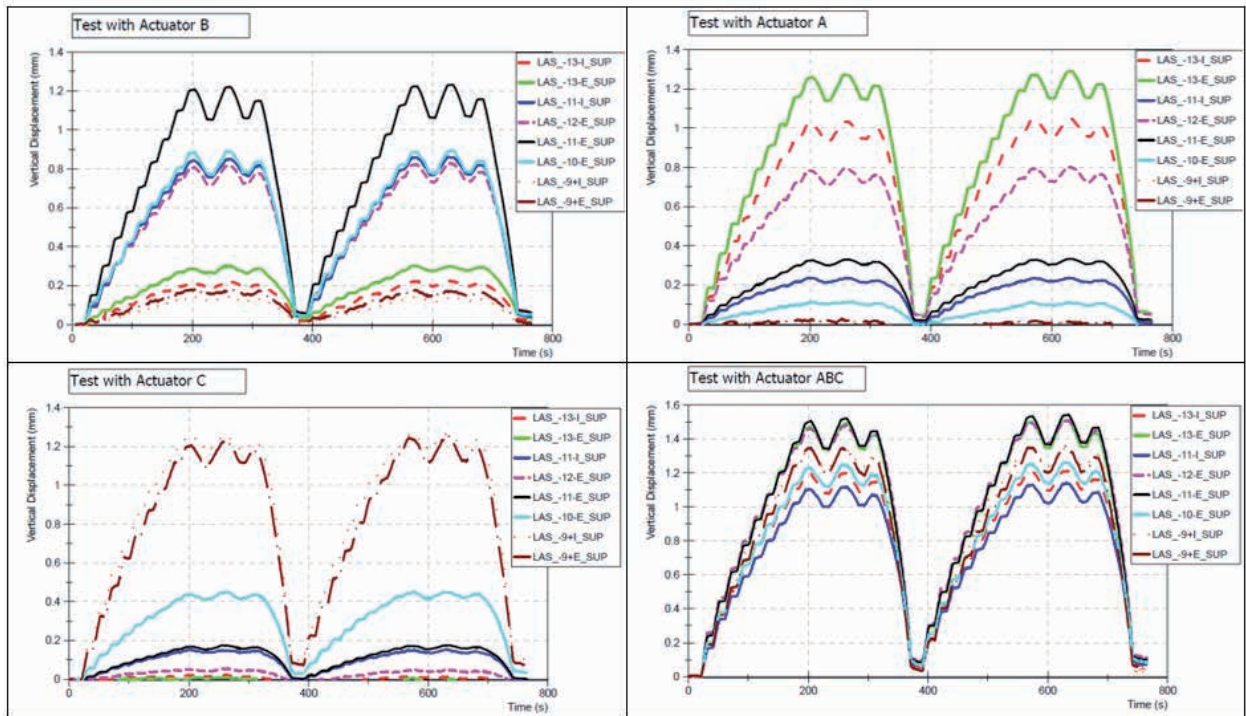 Test with Actuator B
Vertical Displacement (mm)
1.4
1.2
1
0.8
0.6
0.4
0.2
0
0 200 400 600 800
Time (s)
LAS_-13-I_SUP
LAS_-13-E_SUP
LAS_-11-I_SUP
LAS_-12-E_SUP
LAS_-11-E_SUP
LAS_-10-E_SUP
LAS_-9+I_SUP
LAS_-9+E_SUP
Test with Actuator A
Vertical Displacement (mm)
1.4
1.2
1
0.8
0.6
0.4
0.2
0
0 200 400 600 800
Time (s)
LAS_-13-I_SUP
LAS_-13-E_SUP
LAS_-11-I_SUP
LAS_-12-E_SUP
LAS_-11-E_SUP
LAS_-10-E_SUP
LAS_-9+I_SUP
LAS_-9+E_SUP
Test with Actuator C
Vertical Displacement (mm)
1.4
1.2
1
0.8
0.6
0.4
0.2
0
0 200 400 600 800
Time (s)
LAS_-13-I_SUP
LAS_-13-E_SUP
LAS_-11-I_SUP
LAS_-12-E_SUP
LAS_-11-E_SUP
LAS_-10-E_SUP
LAS_-9+I_SUP
LAS_-9+E_SUP
Test with Actuator ABC
Vertical Displacement (mm)
1.6
1.4
1.2
1
0.8
0.6
0.4
0.2
0
0 200 400 600 800
Time (s)
LAS_-13-I_SUP
LAS_-13-E_SUP
LAS_-11-I_SUP
LAS_-12-E_SUP
LAS_-11-E_SUP
LAS_-10-E_SUP
LAS_-9+I_SUP
LAS_-9+E_SUP